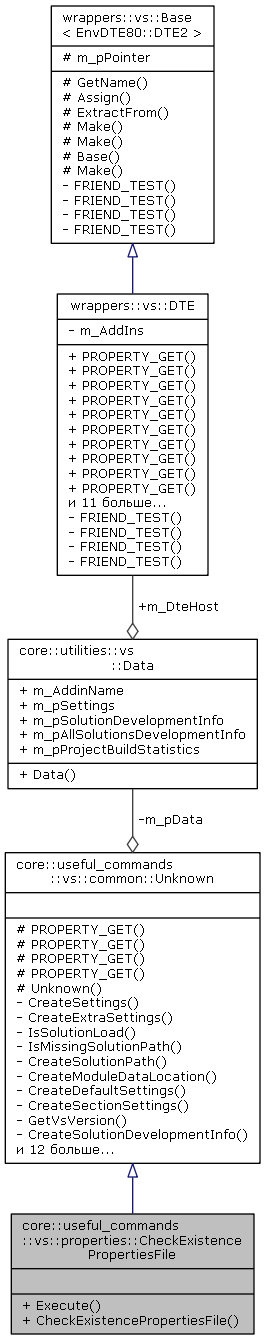 wrappers::vs::Base
< EnvDTE80::DTE2 >
# m_pPointer
# GetName()
# Assign()
# ExtractFrom()
# Make()
# Make()
# Base()
# Make()
- FRIEND_TEST()
- FRIEND_TEST()
- FRIEND_TEST()
- FRIEND_TEST()
wrappers::vs::DTE
- m_AddIns
+ PROPERTY_GET()
+ PROPERTY_GET()
+ PROPERTY_GET()
+ PROPERTY_GET()
+ PROPERTY_GET()
+ PROPERTY_GET()
+ PROPERTY_GET()
+ PROPERTY_GET()
+ PROPERTY_GET()
+ PROPERTY_GET()
и 11 больше...
- FRIEND_TEST()
- FRIEND_TEST()
- FRIEND_TEST()
- FRIEND_TEST()
+m_DteHost
core::utilities::vs
::Data
+ m_AddinName
+ m_pSettings
+ m_pSolutionDevelopmentInfo
+ m_pAllSolutionsDevelopmentInfo
+ m_pProjectBuildStatistics
+ Data()
-m_pData
core::useful_commands
::vs::common::Unknown
# PROPERTY_GET()
# PROPERTY_GET()
# PROPERTY_GET()
# PROPERTY_GET()
# Unknown()
- CreateSettings()
- CreateExtraSettings()
- IsSolutionLoad()
- IsMissingSolutionPath()
- CreateSolutionPath()
- CreateModuleDataLocation()
- CreateDefaultSettings()
- CreateSectionSettings()
- GetVsVersion()
- CreateSolutionDevelopmentInfo()
и 12 больше...
core::useful_commands
::vs::properties::CheckExistence
PropertiesFile
+ Execute()
+ CheckExistencePropertiesFile()